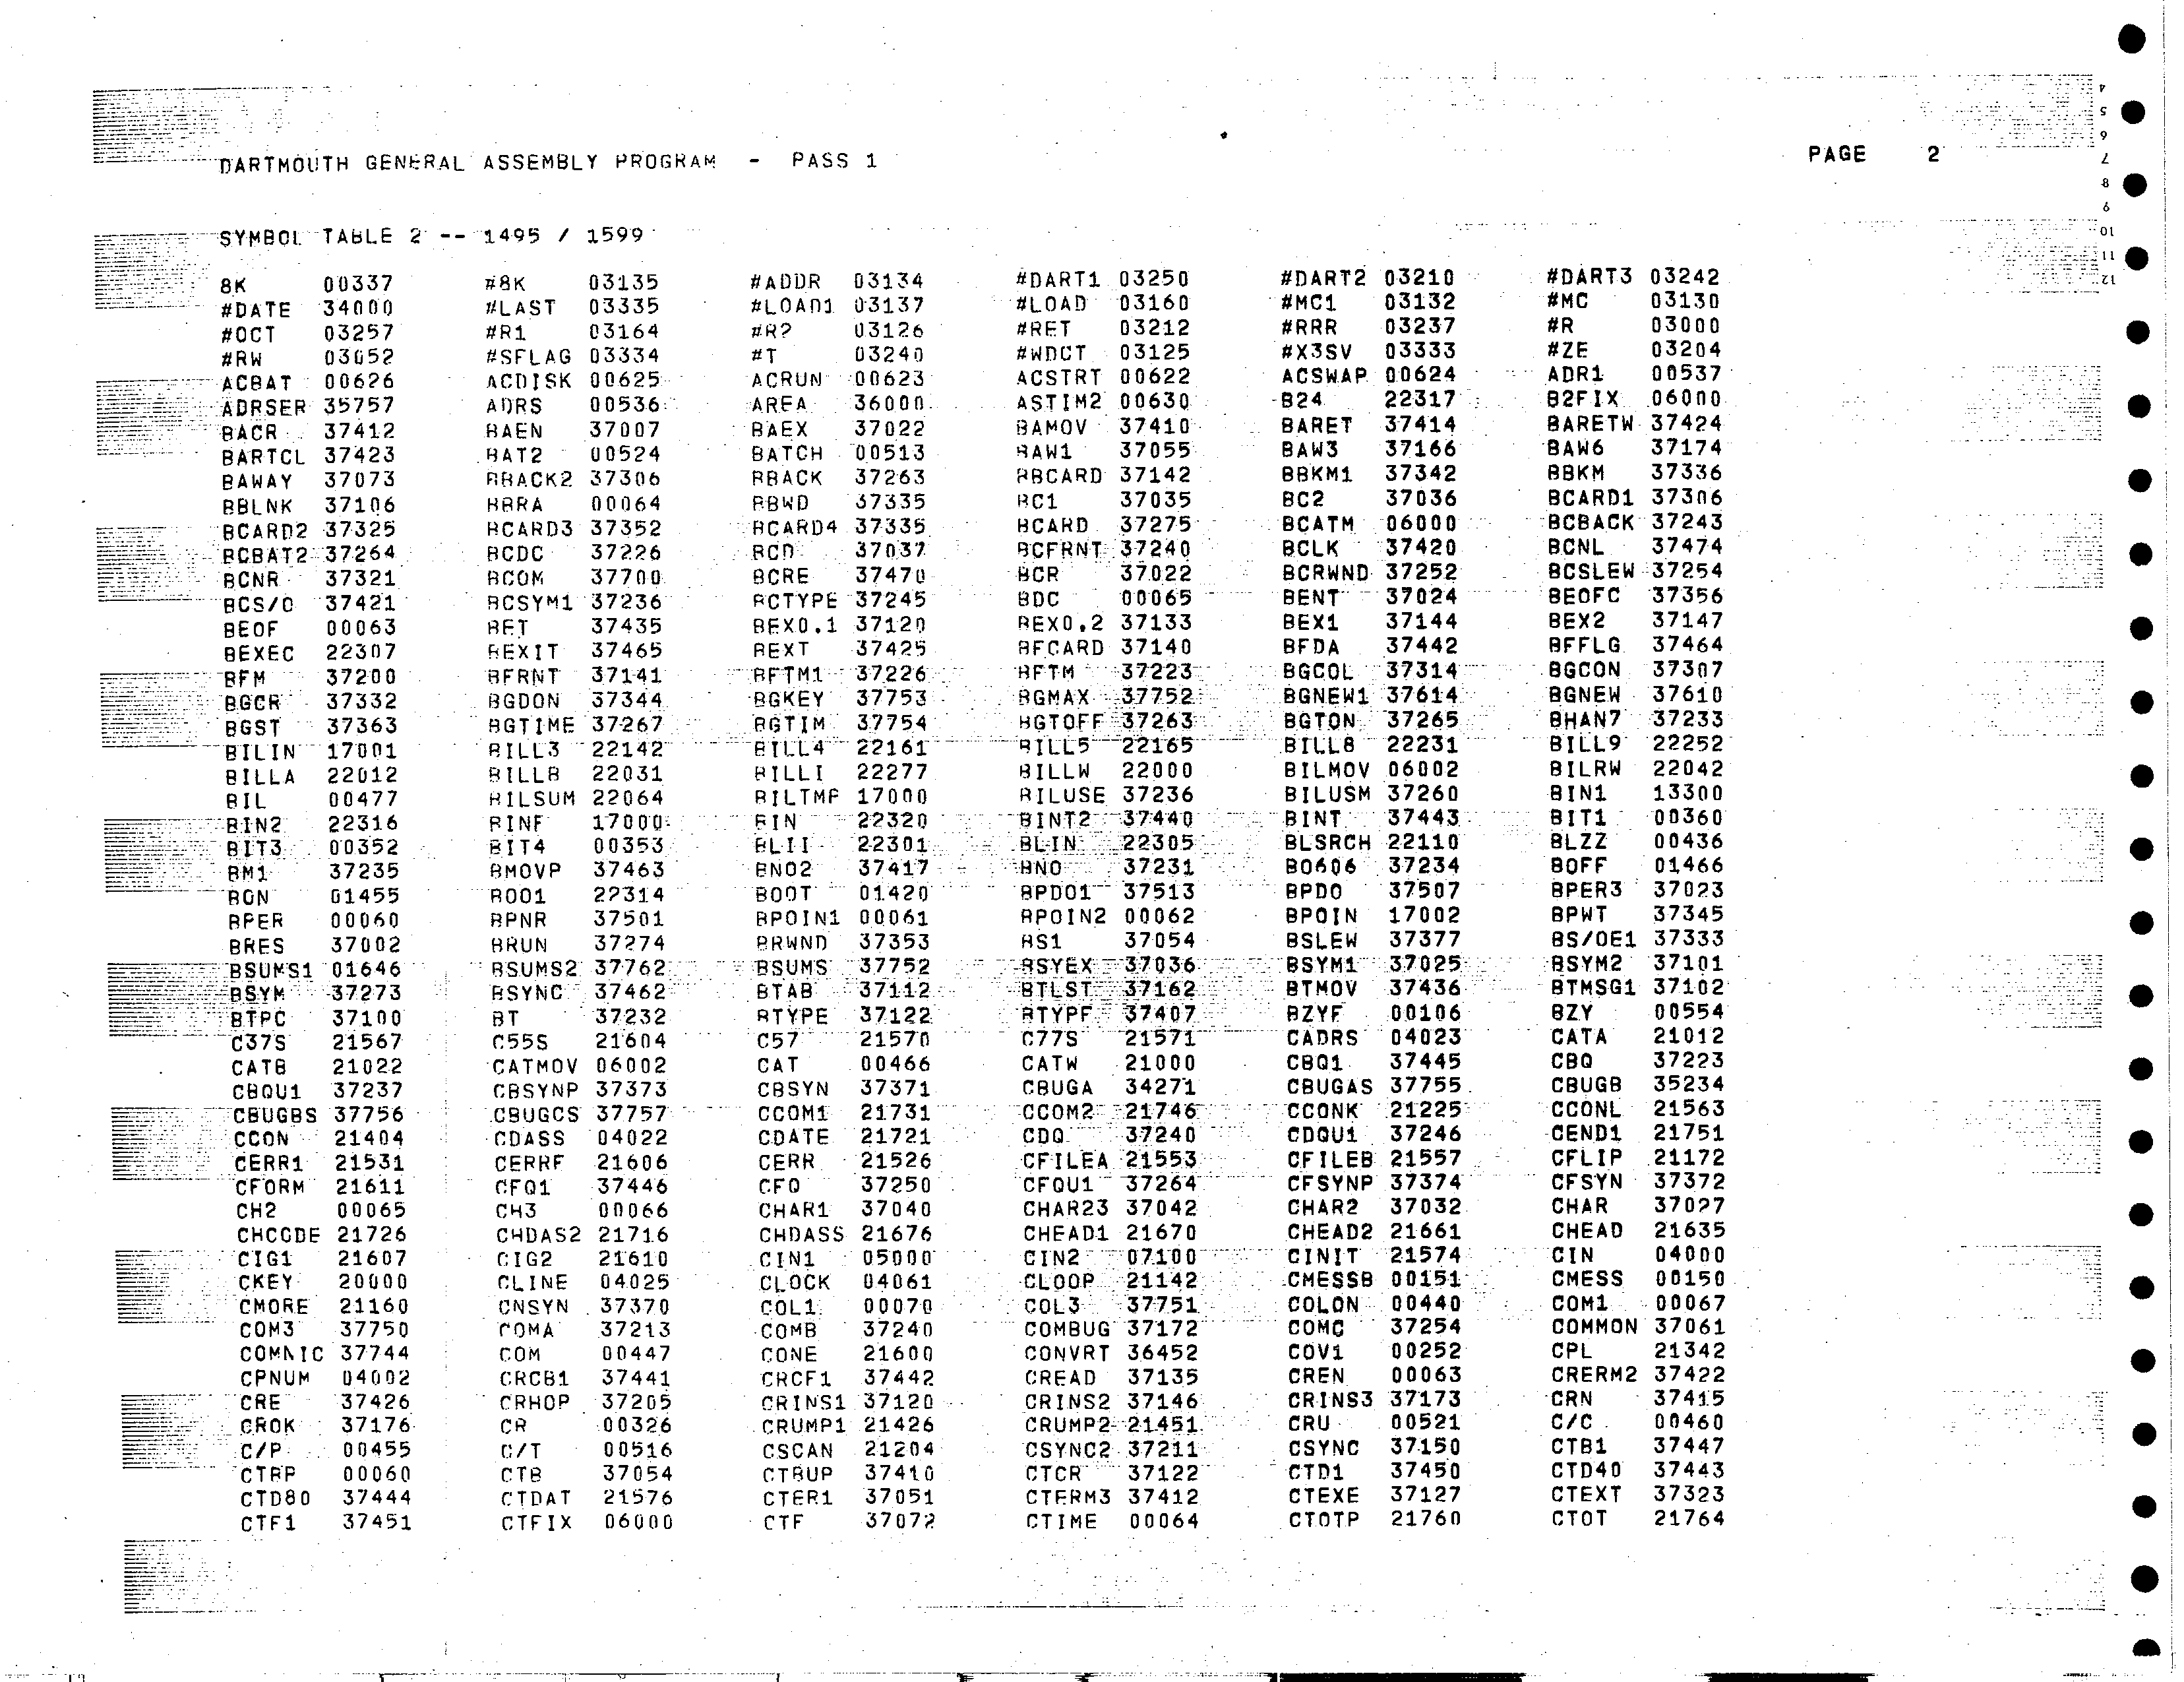 DARTMOUTH GENERAL ASSEMBLY PROGRAM - PASS 1 PAGE 2
SYMBOL TABLE 2 -- 1495 / 1599
8K 00337 #8K 03135 #ADDR 03134 #DART1 03250 #DART2 03210 #DART3 03242
#DATE 34000 #LAST 03335 #LOAD1 03137 #LOAD 03160 #MC1 03132 #MC 03130
#OCT 03257 #R1 03164 #R2 03126 #RET 03212 #RRR 03237 #R 03000
#RW 03052 #SFLAG 03334 #T 03240 #WDCT 03125 #X3SV 03333 #ZE 03204
ACBAT 00626 ACDISK 00625 ACRUN 00623 ACSTRT 00622 ACSWAP 00624 ADR1 00537
ADRSER 35757 ADRS 00536 AREA 36000 ASTIM2 00630 B24 22317 B2FIX 06000
BACR 37412 BAEN 37007 BAEX 37022 BAMOV 37410 BARET 37414 BARETW 37424
BARTCL 37423 BAT2 00524 BATCH 00513 BAW1 37055 BAW3 37166 BAW6 37174
BAWAY 37073 BBACK2 37306 BBACK 37263 BBCARD 37142 BBKM1 37342 BBKM 37336
BBLNK 37106 BBRA 00064 BBWD 37335 BC1 37035 BC2 37036 BCARD1 37306
BCARD2 37325 BCARD3 37352 BCARD4 37335 BCARD 37275 BCATM 06000 BCBACK 37243
BCBAT2 37264 BCDC 37226 BCD 37037 BCFRNT 37240 BCLK 37420 BCNL 37474
BCNR 37321 BCOM 37700 BCRE 37470 BCR 37022 BCRWND 37252 BCSLEW 37254
BCS/O 37421 BCSYM1 37236 BCTYPE 37245 BDC 00065 BENT 37024 BEOFC 37356
BEOF 00063 BET 37435 BEX0.1 37120 BEX0.2 37133 BEX1 37144 BEX2 37147
BEXEC 22307 BEXIT 37465 BEXT 37425 BFCARD 37140 BFDA 37442 BFFLG 37464
BFM 37200 BFRNT 37141 BFTM1 37226 BFTM 37223 BGCOL 37314 BGCON 37307
BGCR 37332 BGDON 37344 BGKEY 37753 BGMAX 37752 BGNEW1 37614 BGNEW 37610
BGST 37363 BGTIME 37267 BGTIM 37754 BGTOFF 37263 BGTON 37265 BHAN7 37233
BILIN 17001 BILL3 22142 BILL4 22161 BILL5 22165 BILL8 22231 BILL9 22252
BILLA 22012 BILLB 22031 BILLI 22277 BILLW 22000 BILMOV 06002 BILRW 22042
BIL 00477 BILSUM 22064 BILTMP 17000 BILUSE 37236 BILUSM 37260 BIN1 13300
BIN2 22316 BINF 17000 BIN 22320 BINT2 37440 BINT 37443 BIT1 00360
BIT3 00352 BIT4 00353 BLII 22301 BLIN 22305 BLSRCH 22110 BLZZ 00436
BM1 37235 BMOVP 37463 BNO2 37417 BNO 37231 BO606 37234 BOFF 01466
BON 01455 BOO1 22314 BOOT 01420 BPDO1 37513 BPDO 37507 BPER3 37023
BPER 00060 BPNR 37501 BPOIN1 00061 BPOIN2 00062 BPOIN 17002 BPWT 37345
BRES 37002 BRUN 37274 BRWND 37353 BS1 37054 BSLEW 37377 BS/OE1 37333
BSUMS1 01646 BSUMS2 37762 BSUMS 37752 BSYEX 37036 BSYM1 37025 BSYM2 37101
BSYM 37273 BSYNC 37462 BTAB 37112 BTLST 37162 BTMOV 37436 BTMSG1 37102
BTPC 37100 BT 37232 BTYPE 37122 BTYPF 37407 BZYF 00106 BZY 00554
C37S 21567 C55S 21604 C57 21570 C77S 21571 CADRS 04023 CATA 21012
CATB 21022 CATMOV 06002 CAT 00466 CATW 21000 CBQ1 37445 CBQ 37223
CBQU1 37237 CBSYNP 37373 CBSYN 37371 CBUGA 34271 CBUGAS 37755 CBUGB 35234
CBUGBS 37756 CBUGCS 37757 CCOM1 21731 CCOM2 21746 CCONK 21225 CCONL 21563
CCON 21404 CDASS 04022 CDATE 21721 CDQ 37240 CDQU1 37246 CEND1 21751
CERR1 21531 CERRF 21606 CERR 21526 CFILEA 21553 CFILEB 21557 CFLIP 21172
CFORM 21611 CFQ1 37446 CFQ 37250 CFQU1 37264 CFSYNP 37374 CFSYN 37372
CH2 00065 CH3 00066 CHAR1 37040 CHAR23 37042 CHAR2 37032 CHAR 37027
CHCODE 21726 CHDAS2 21716 CHDASS 21676 CHEAD1 21670 CHEAD2 21661 CHEAD 21635
CIG1 21607 CIG2 21610 CIN1 05000 CIN2 07100 CINIT 21574 CIN 04000
CKEY 20000 CLINE 04025 CLOCK 04061 CLOOP 21142 CMESSB 00151 CMESS 00150
CMORE 21160 CNSYN 37370 COL1 00070 COL3 37751 COLON 00440 COM1 00067
COM3 37750 COMA 37213 COMB 37240 COMBUG 37172 COMC 37254 COMMON 37061
COMNIC 37744 COM 00447 CONE 21600 CONVRT 36452 COV1 00252 CPL 21342
CPNUM 04002 CRCB1 37441 CRCF1 37442 CREAD 37135 CREN 00063 CRERM2 37422
CRE 37426 CRHOP 37205 CRINS1 37120 CRINS2 37146 CRINS3 37173 CRN 37415
CROK 37176 CR 00326 CRUMP1 21426 CRUMP2 21451 CRU 00521 C/C 00460
C/P 00455 C/T 00516 CSCAN 21204 CSYNC2 37211 CSYNC 37150 CTB1 37447
CTBP 00060 CTB 37054 CTBUP 37410 CTCR 37122 CTD1 37450 CTD40 37443
CTD80 37444 CTDAT 21576 CTER1 37051 CTERM3 37412 CTEXE 37127 CTEXT 37323
CTF1 37451 CTFIX 06000 CTF 37072 CTIME 00064 CTOTP 21760 CTOT 21764
4
5
6
7
8
9
10
11
12